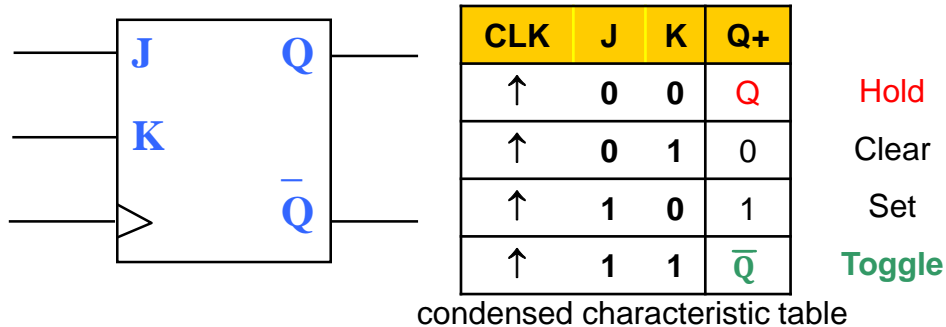 J Q
K
Q̅
CLK J K Q+
↑ 0 0 Q Hold
↑ 0 1 0 Clear
↑ 1 0 1 Set
↑ 1 1 Q̅ Toggle
condensed characteristic table